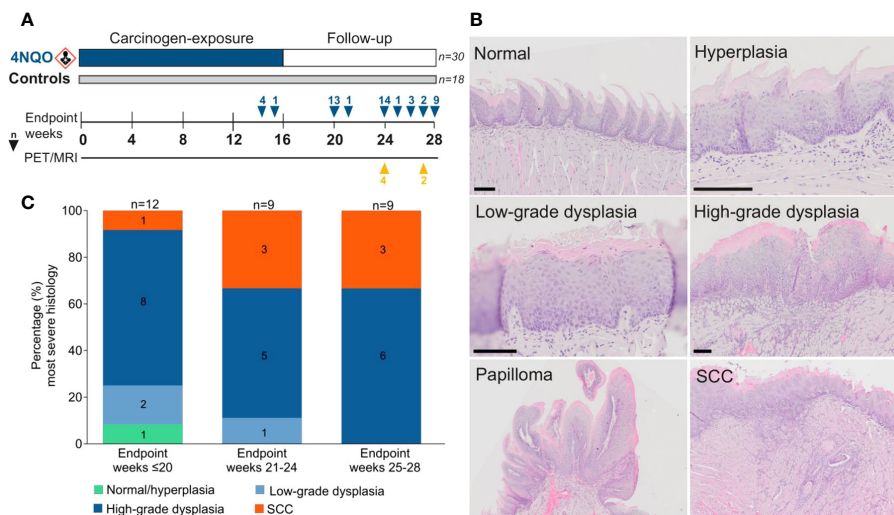 A
Carcinogen-exposure
Follow-up
4NQO
n=30
Controls
n=18
4 1 13 1 14 1 3 2 9
Endpoint
weeks
0 4 8 12 16 20 24 28
n
PET/MRI
4 2
B
Normal
Hyperplasia
Low-grade dysplasia
High-grade dysplasia
Papilloma
SCC
C
n=12 n=9 n=9
Percentage (%)
most severe histology
100
80
60
40
20
0
1
8
2
1
3
5
1
3
6
Endpoint
weeks ≤20
Endpoint
weeks 21-24
Endpoint
weeks 25-28
Normal/hyperplasia
Low-grade dysplasia
High-grade dysplasia
SCC